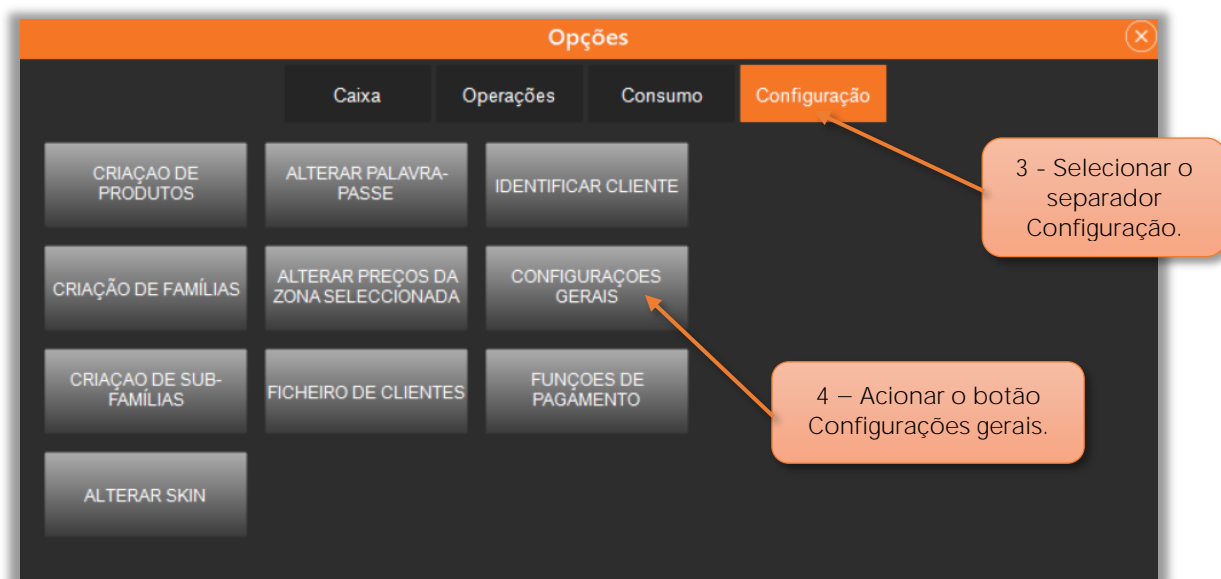 Opções
Caixa
Operações
Consumo
Configuração
CRIAÇAO DE
PRODUTOS
ALTERAR PALAVRA-
PASSE
IDENTIFICAR CLIENTE
3 - Selecionar o
separador
Configuração.
CRIAÇÃO DE FAMÍLIAS
ALTERAR PREÇOS DA
ZONA SELECCIONADA
CONFIGURAÇOES
GERAIS
CRIAÇAO DE SUB-
FAMÍLIAS
FICHEIRO DE CLIENTES
FUNÇOES DE
PAGAMENTO
4 – Acionar o botão
Configurações gerais.
ALTERAR SKIN